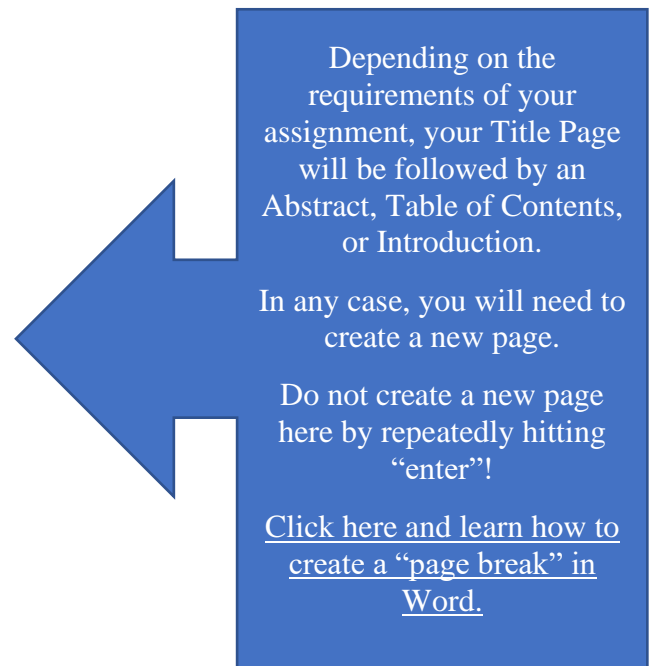 Depending on the
requirements of your
assignment, your Title Page
will be followed by an
Abstract, Table of Contents,
or Introduction.
In any case, you will need to
create a new page.
Do not create a new page
here by repeatedly hitting
“enter”!
Click here and learn how to
create a “page break” in
Word.